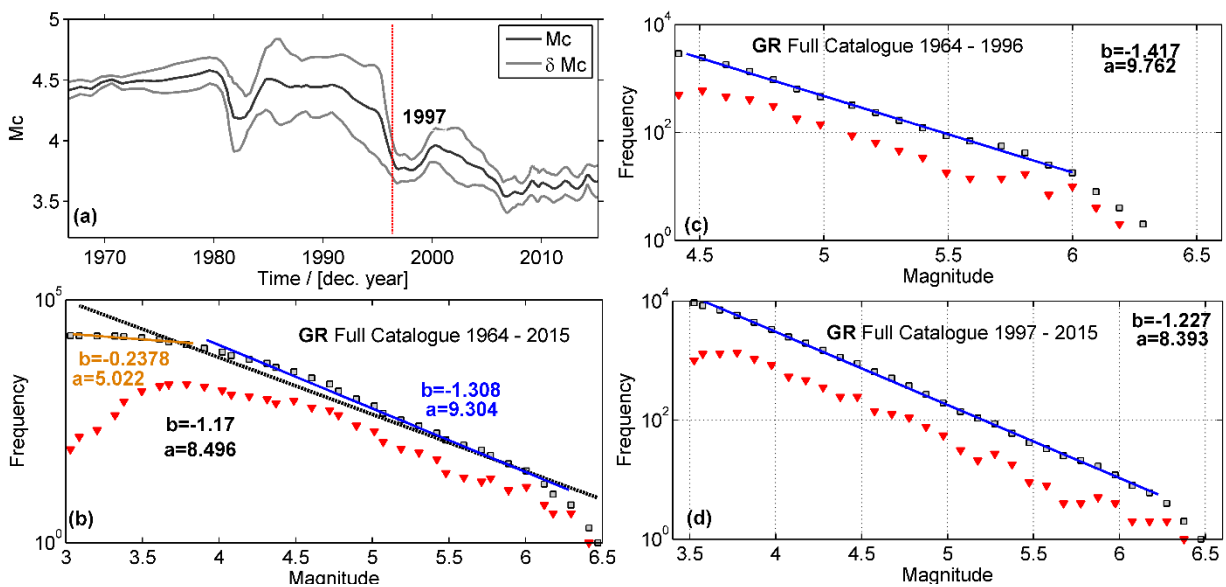 5
4.5
4
3.5
Mc
Mc
δ Mc
1997
(a)
1970 1980 1990 2000 2010
Time / [dec. year]
10^4
10^2
10^0
Frequency
GR Full Catalogue 1964 - 1996
b=-1.417
a=9.762
(c)
4.5 5 5.5 6 6.5
Magnitude
10^5
10^0
Frequency
GR Full Catalogue 1964 - 2015
b=-0.2378
a=5.022
b=-1.308
a=9.304
b=-1.17
a=8.496
(b)
3 3.5 4 4.5 5 5.5 6 6.5
Magnitude
10^4
10^2
10^0
Frequency
GR Full Catalogue 1997 - 2015
b=-1.227
a=8.393
(d)
3.5 4 4.5 5 5.5 6 6.5
Magnitude